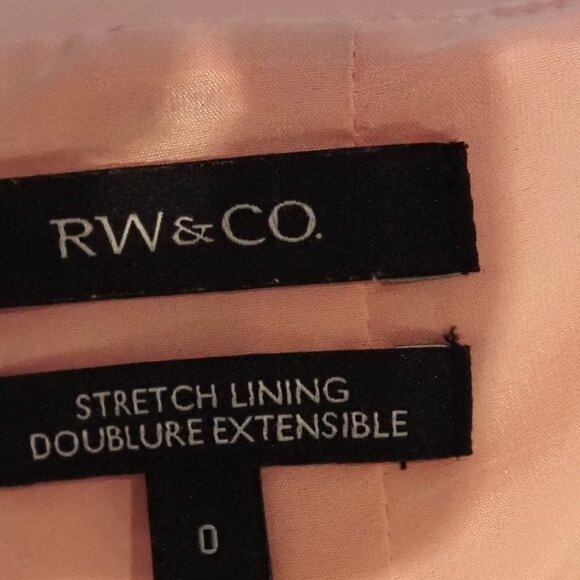 RW&CO.
STRETCH LINING
DOUBLURE EXTENSIBLE
0